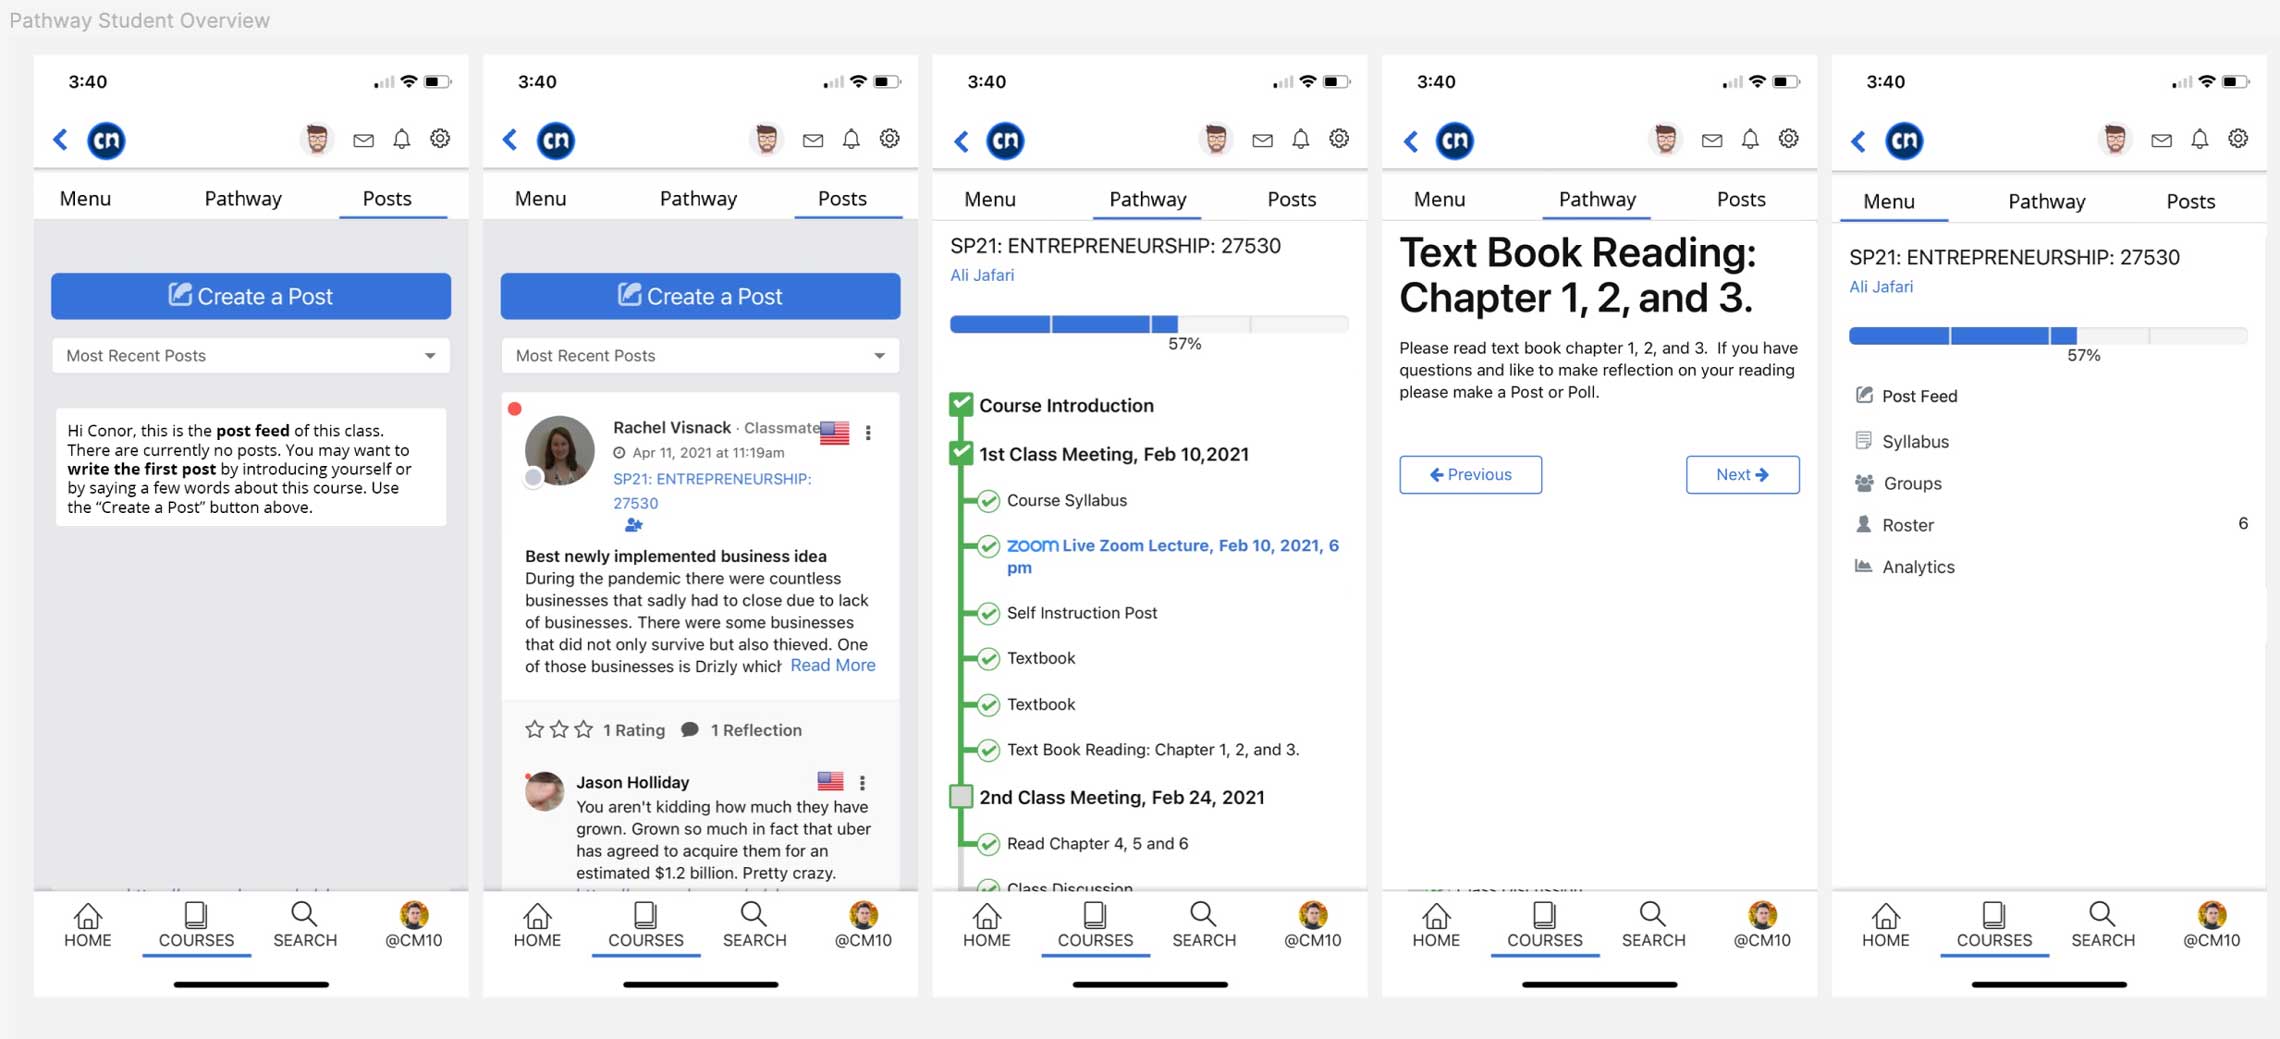 Pathway Student Overview
3:40
cn
Menu Pathway Posts
Create a Post
Most Recent Posts
Hi Conor, this is the post feed of this class.
There are currently no posts. You may want to
write the first post by introducing yourself or
by saying a few words about this course. Use
the “Create a Post” button above.
HOME COURSES SEARCH @CM10
3:40
cn
Menu Pathway Posts
Create a Post
Most Recent Posts
Rachel Visnack · Classmate
Apr 11, 2021 at 11:19am
SP21: ENTREPRENEURSHIP:
27530
Best newly implemented business idea
During the pandemic there were countless
businesses that sadly had to close due to lack
of businesses. There were some businesses
that did not only survive but also thieved. One
of those businesses is Drizly which Read More
1 Rating 1 Reflection
Jason Holliday
You aren't kidding how much they have
grown. Grown so much in fact that uber
has agreed to acquire them for an
estimated $1.2 billion. Pretty crazy.
HOME COURSES SEARCH @CM10
3:40
cn
Menu Pathway Posts
SP21: ENTREPRENEURSHIP: 27530
Ali Jafari
57%
Course Introduction
1st Class Meeting, Feb 10,2021
Course Syllabus
zoom Live Zoom Lecture, Feb 10, 2021, 6
pm
Self Instruction Post
Textbook
Textbook
Text Book Reading: Chapter 1, 2, and 3.
2nd Class Meeting, Feb 24, 2021
Read Chapter 4, 5 and 6
Class Discussion
HOME COURSES SEARCH @CM10
3:40
cn
Menu Pathway Posts
Text Book Reading:
Chapter 1, 2, and 3.
Please read text book chapter 1, 2, and 3. If you have
questions and like to make reflection on your reading
please make a Post or Poll.
Previous Next
HOME COURSES SEARCH @CM10
3:40
cn
Menu Pathway Posts
SP21: ENTREPRENEURSHIP: 27530
Ali Jafari
57%
Post Feed
Syllabus
Groups
Roster 6
Analytics
HOME COURSES SEARCH @CM10